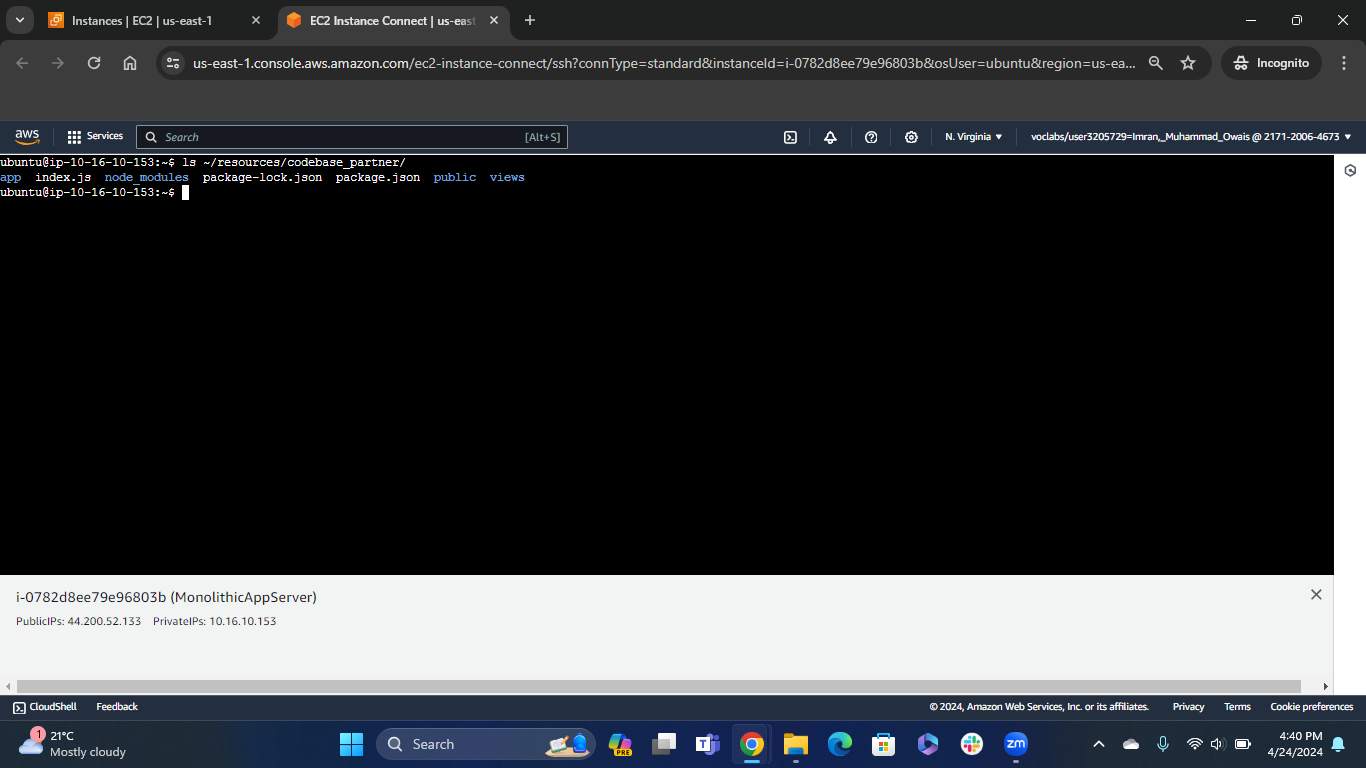 Instances | EC2 | us-east-1
EC2 Instance Connect | us-east
us-east-1.console.aws.amazon.com/ec2-instance-connect/ssh?connType=standard&instanceId=i-0782d8ee79e96803b&osUser=ubuntu&region=us-ea...
Incognito
aws
Services
Search
[Alt+S]
N. Virginia
voclabs/user3205729=Imran,_Muhammad_Owais @ 2171-2006-4673
ubuntu@ip-10-16-10-153:~$ ls ~/resources/codebase_partner/
app index.js node_modules package-lock.json package.json public views
ubuntu@ip-10-16-10-153:~$
i-0782d8ee79e96803b (MonolithicAppServer)
PublicIPs: 44.200.52.133 PrivateIPs: 10.16.10.153
CloudShell Feedback
© 2024, Amazon Web Services, Inc. or its affiliates. Privacy Terms Cookie preferences
1
21°C
Mostly cloudy
Search
PRE
zm
4:40 PM
4/24/2024